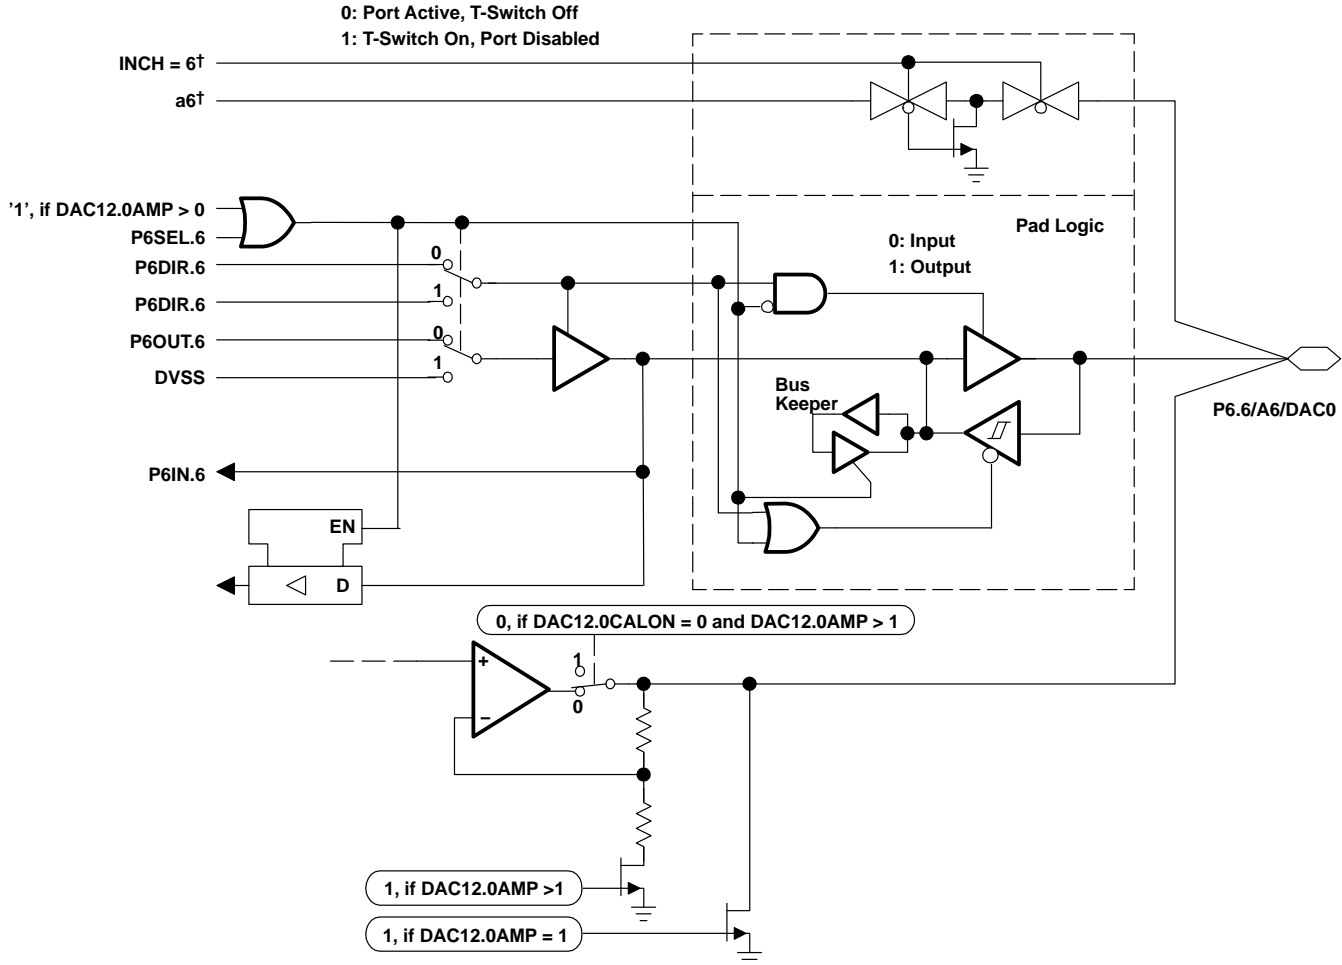 0: Port Active, T-Switch Off
1: T-Switch On, Port Disabled
INCH = 6†
a6†
'1', if DAC12.0AMP > 0
P6SEL.6
P6DIR.6
0
P6DIR.6
1
P6OUT.6
0
DVSS
1
Pad Logic
0: Input
1: Output
Bus
Keeper
P6.6/A6/DAC0
P6IN.6
EN
D
0, if DAC12.0CALON = 0 and DAC12.0AMP > 1
+
1
−
0
1, if DAC12.0AMP >1
1, if DAC12.0AMP = 1